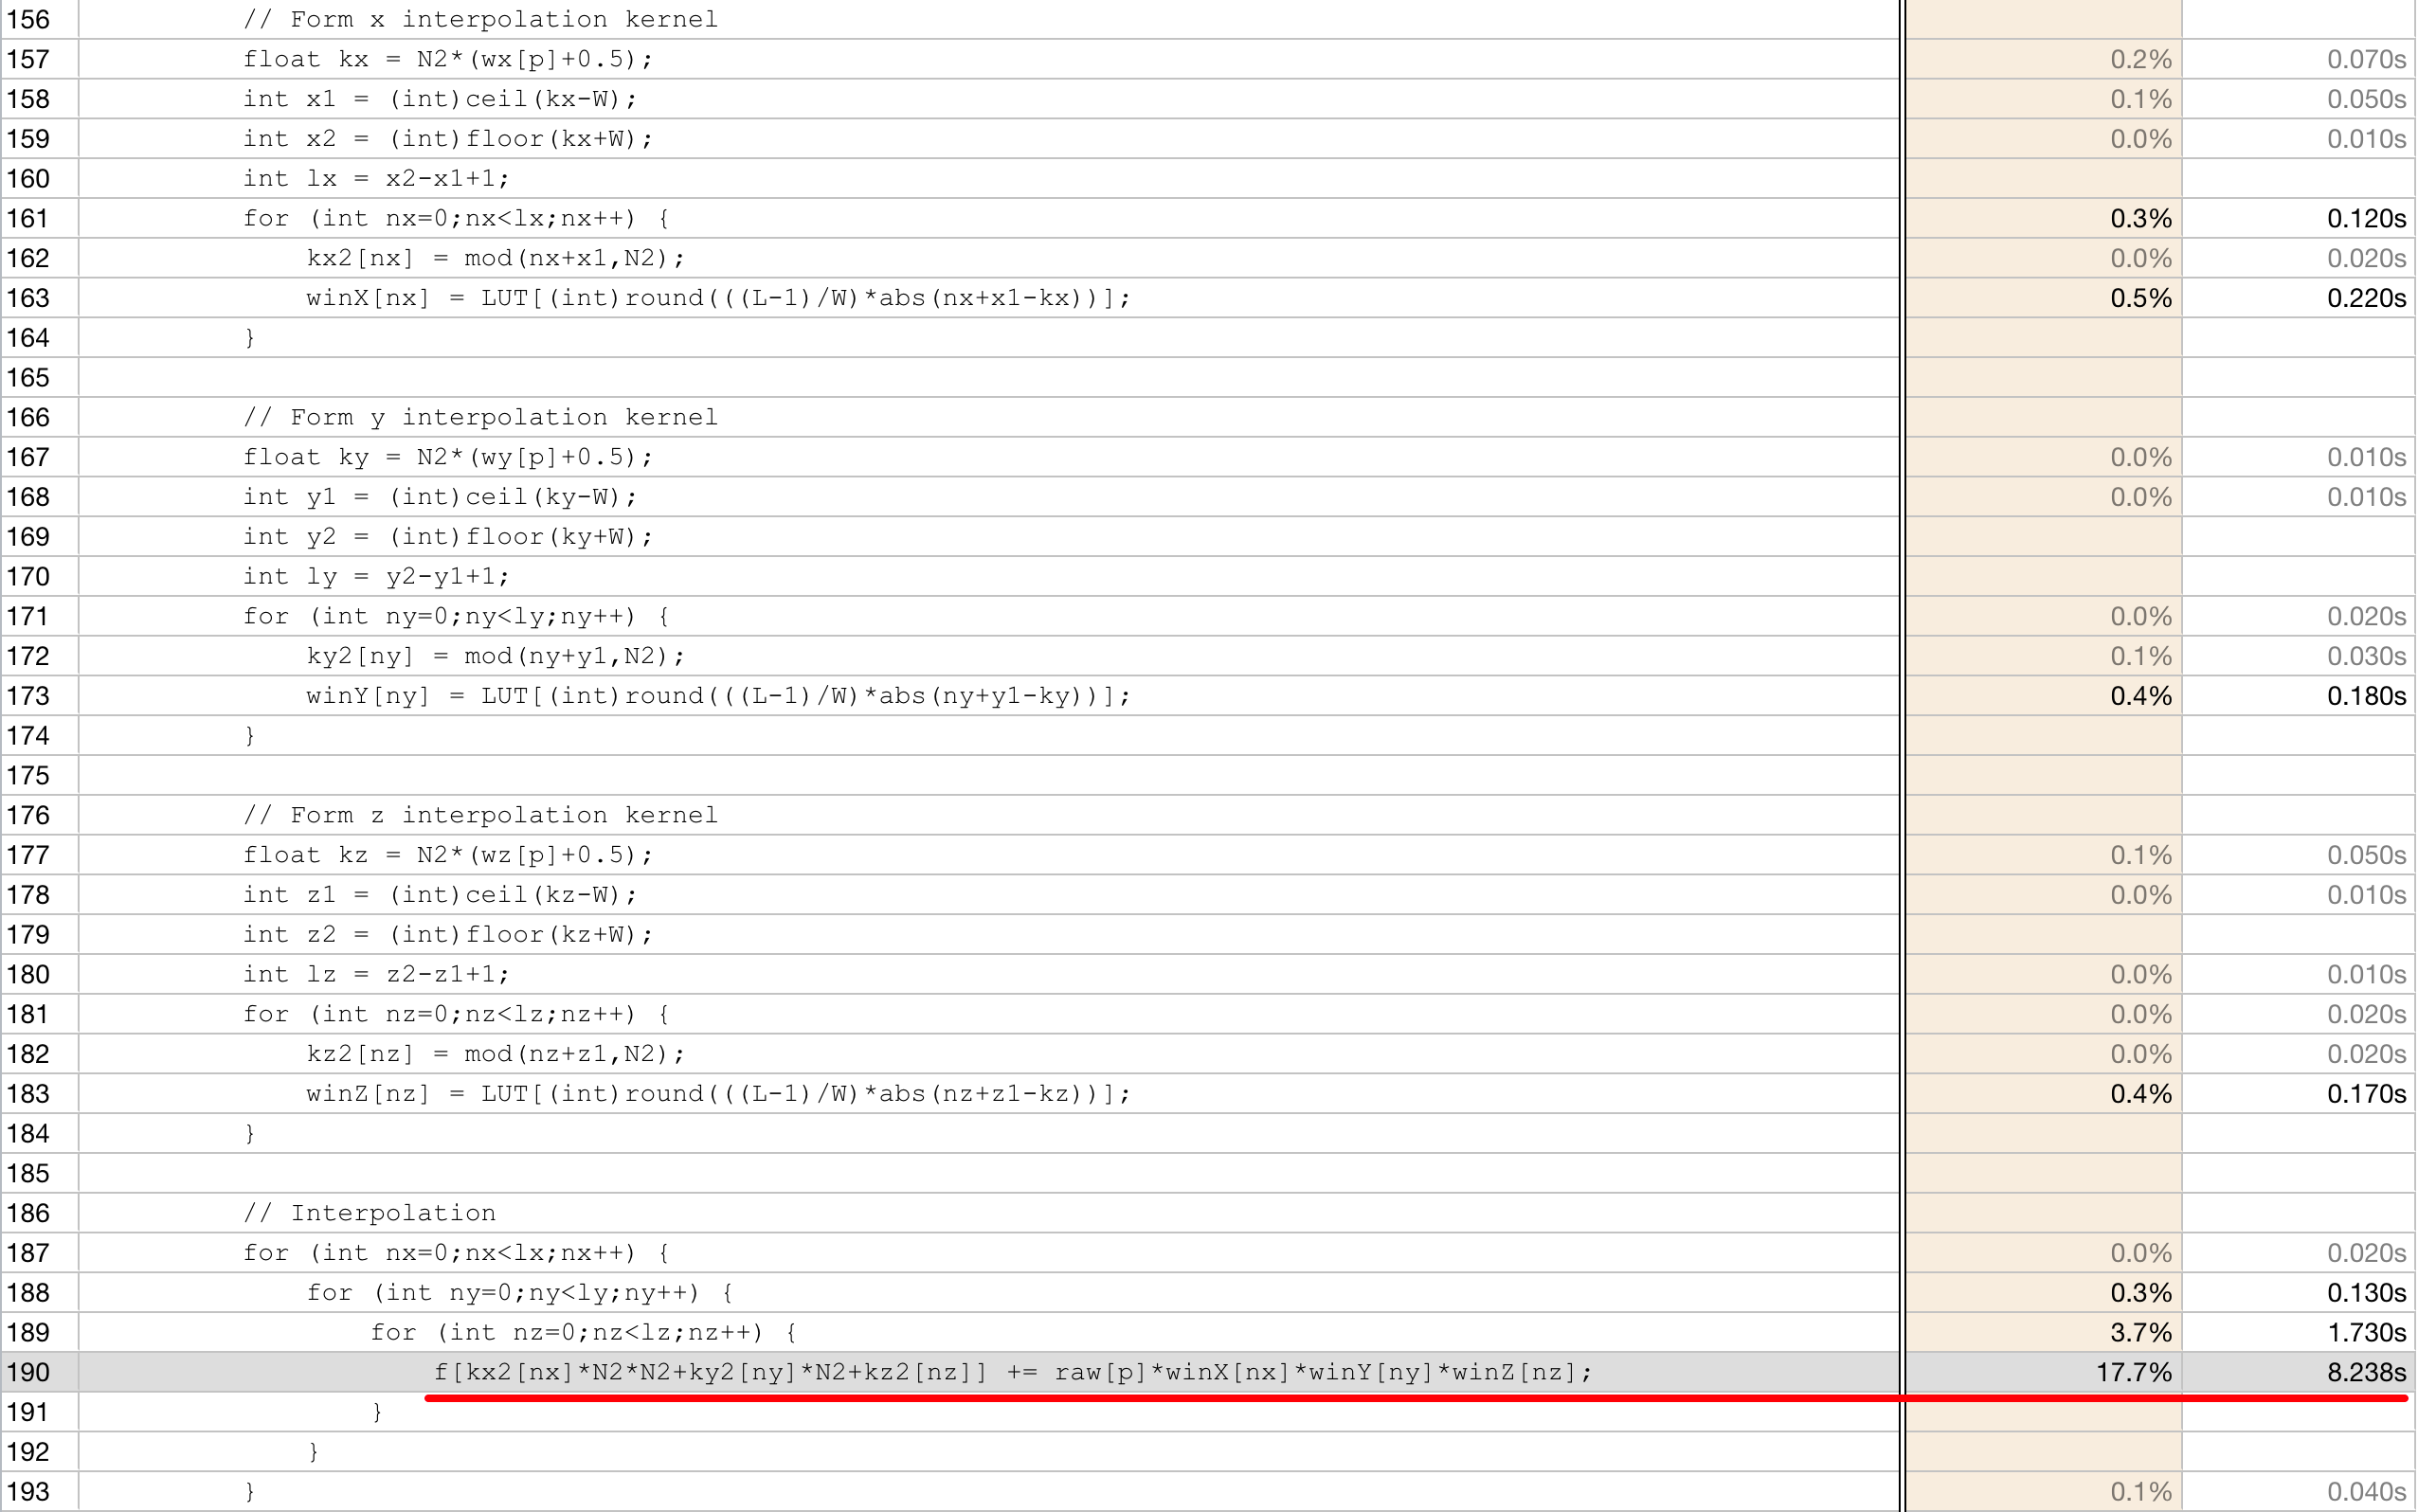 156 // Form x interpolation kernel
157 float kx = N2*(wx[p]+0.5); 0.2% 0.070s
158 int x1 = (int)ceil(kx-W); 0.1% 0.050s
159 int x2 = (int)floor(kx+W); 0.0% 0.010s
160 int lx = x2-x1+1;
161 for (int nx=0;nx<lx;nx++) { 0.3% 0.120s
162 kx2[nx] = mod(nx+x1,N2); 0.0% 0.020s
163 winX[nx] = LUT[(int)round(((L-1)/W)*abs(nx+x1-kx))]; 0.5% 0.220s
164 }
165
166 // Form y interpolation kernel
167 float ky = N2*(wy[p]+0.5); 0.0% 0.010s
168 int y1 = (int)ceil(ky-W); 0.0% 0.010s
169 int y2 = (int)floor(ky+W);
170 int ly = y2-y1+1;
171 for (int ny=0;ny<ly;ny++) { 0.0% 0.020s
172 ky2[ny] = mod(ny+y1,N2); 0.1% 0.030s
173 winY[ny] = LUT[(int)round(((L-1)/W)*abs(ny+y1-ky))]; 0.4% 0.180s
174 }
175
176 // Form z interpolation kernel
177 float kz = N2*(wz[p]+0.5); 0.1% 0.050s
178 int z1 = (int)ceil(kz-W); 0.0% 0.010s
179 int z2 = (int)floor(kz+W);
180 int lz = z2-z1+1; 0.0% 0.010s
181 for (int nz=0;nz<lz;nz++) { 0.0% 0.020s
182 kz2[nz] = mod(nz+z1,N2); 0.0% 0.020s
183 winZ[nz] = LUT[(int)round(((L-1)/W)*abs(nz+z1-kz))]; 0.4% 0.170s
184 }
185
186 // Interpolation
187 for (int nx=0;nx<lx;nx++) { 0.0% 0.020s
188 for (int ny=0;ny<ly;ny++) { 0.3% 0.130s
189 for (int nz=0;nz<lz;nz++) { 3.7% 1.730s
190 f[kx2[nx]*N2*N2+ky2[ny]*N2+kz2[nz]] += raw[p]*winX[nx]*winY[ny]*winZ[nz]; 17.7% 8.238s
191 }
192 }
193 } 0.1% 0.040s